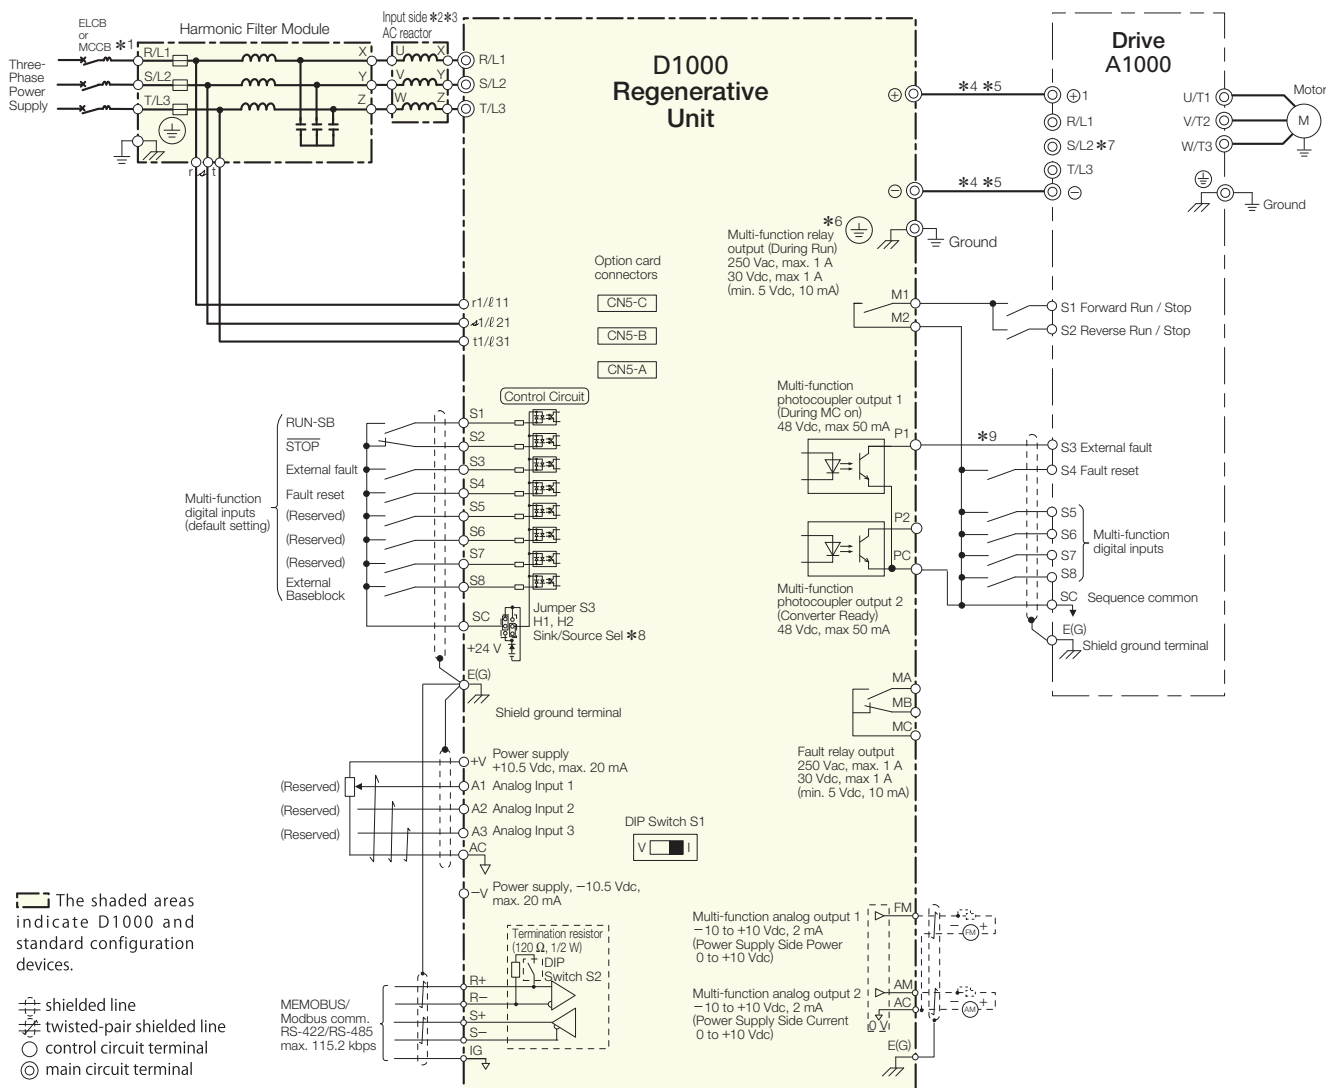 ELCB
or
MCCB *1
Harmonic Filter Module
Input side *2*3
AC reactor
Three-
Phase
Power
Supply
R/L1
S/L2
T/L3
X
Y
Z
U
V
W
X
Y
Z
R/L1
S/L2
T/L3
r
t
D1000
Regenerative
Unit
Drive
A1000
*4 *5
+1
R/L1
S/L2 *7
T/L3
*4 *5
U/T1
V/T2
W/T3
Motor
M
Ground
*6
Ground
Multi-function relay
output (During Run)
250 Vac, max. 1 A
30 Vdc, max 1 A
(min. 5 Vdc, 10 mA)
M1
M2
S1 Forward Run / Stop
S2 Reverse Run / Stop
Option card
connectors
CN5-C
CN5-B
CN5-A
r1/ℓ11
1/ℓ21
t1/ℓ31
Control Circuit
Multi-function
digital inputs
(default setting)
RUN-SB
STOP
External fault
Fault reset
(Reserved)
(Reserved)
(Reserved)
External
Baseblock
S1
S2
S3
S4
S5
S6
S7
S8
SC
+24 V
Jumper S3
H1, H2
Sink/Source Sel *8
E(G)
Shield ground terminal
Multi-function
photocoupler output 1
(During MC on)
48 Vdc, max 50 mA
P1
P2
PC
Multi-function
photocoupler output 2
(Converter Ready)
48 Vdc, max 50 mA
*9
S3 External fault
S4 Fault reset
S5
S6
S7
S8
Multi-function
digital inputs
SC
Sequence common
E(G)
Shield ground terminal
MA
MB
MC
Fault relay output
250 Vac, max. 1 A
30 Vdc, max 1 A
(min. 5 Vdc, 10 mA)
+V
Power supply
+10.5 Vdc, max. 20 mA
(Reserved)
A1 Analog Input 1
(Reserved)
A2 Analog Input 2
(Reserved)
A3 Analog Input 3
AC
−V Power supply, −10.5 Vdc,
max. 20 mA
DIP Switch S1
V
I
Termination resistor
(120 Ω, 1/2 W)
DIP
Switch S2
MEMOBUS/
Modbus comm.
RS-422/RS-485
max. 115.2 kbps
R+
R−
S+
S−
IG
Multi-function analog output 1
−10 to +10 Vdc, 2 mA
(Power Supply Side Power
0 to +10 Vdc)
FM
FM
+
−
Multi-function analog output 2
−10 to +10 Vdc, 2 mA
(Power Supply Side Current
0 to +10 Vdc)
AM
AC
0 V
AM
+
−
E(G)
The shaded areas
indicate D1000 and
standard configuration
devices.
shielded line
twisted-pair shielded line
control circuit terminal
main circuit terminal